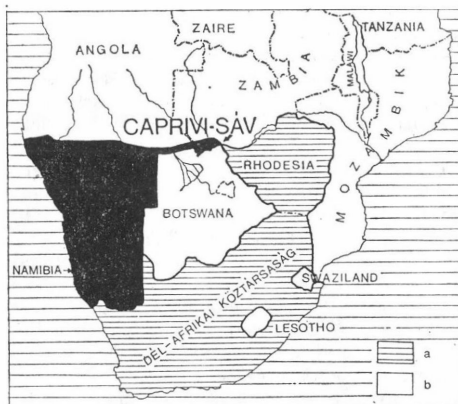 ZAIRE
TANZANIA
ANGOLA
ZAMBIA
MALAWI
MOZAMBIK
CAPRIVI-SÁV
RHODESIA
BOTSWANA
NAMIBIA
SWAZILAND
DÉL-AFRIKAI KÖZTÁRSASÁG
LESOTHO
a
b